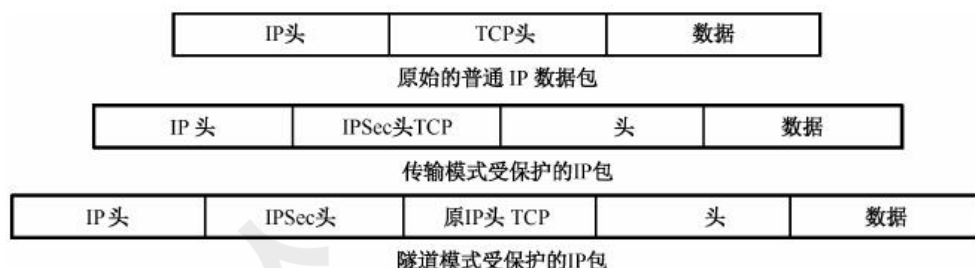 IP头 TCP头 数据
原始的普通 IP 数据包
IP 头 IPSec头TCP 头 数据
传输模式受保护的IP包
IP头 IPSec头 原IP头 TCP 头 数据
隧道模式受保护的IP包